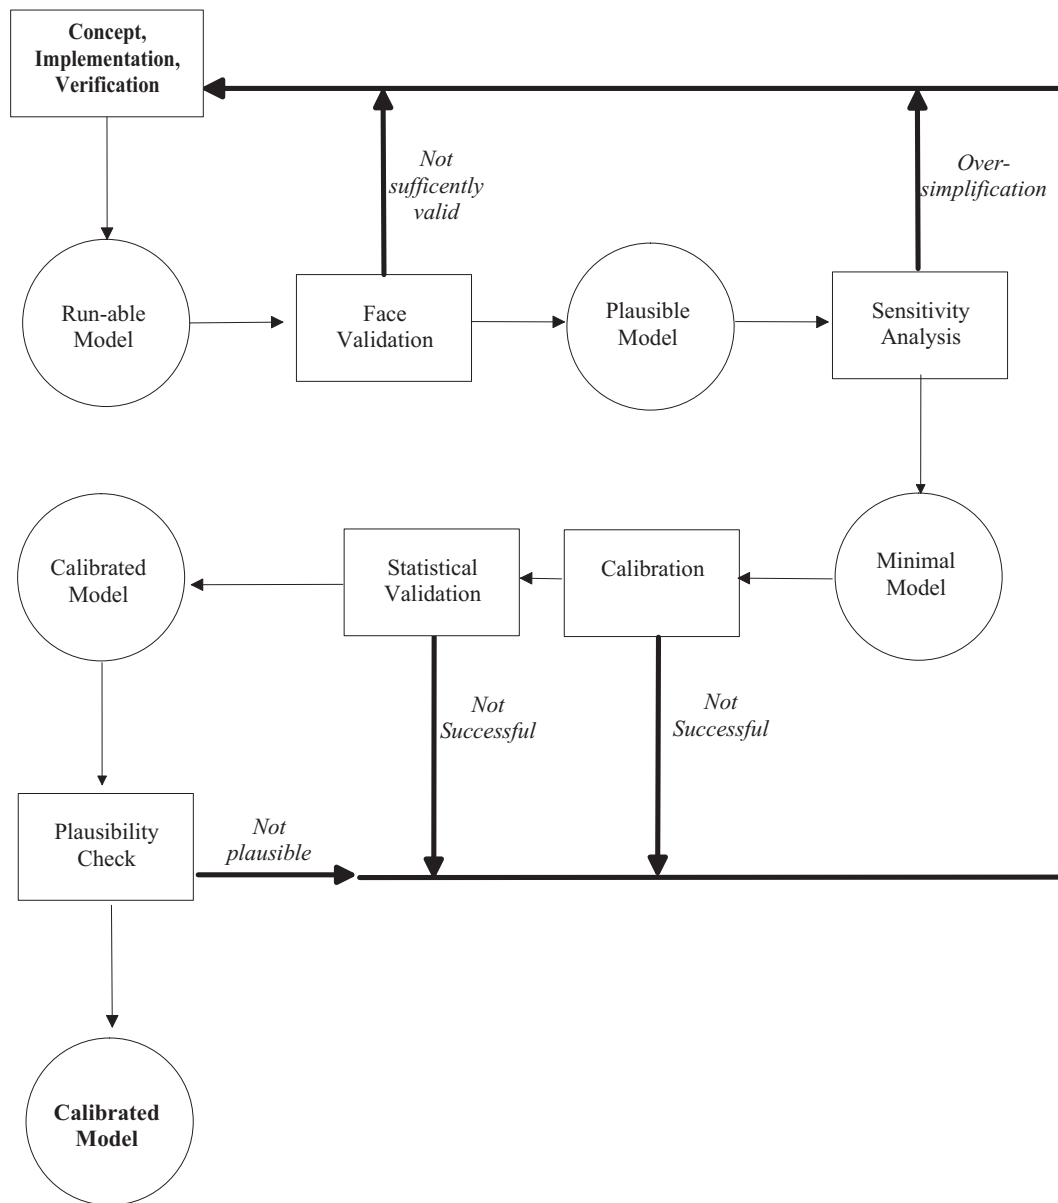 Concept,
Implementation,
Verification
Not
sufficently
valid
Over-
simplification
Run-able
Model
Face
Validation
Plausible
Model
Sensitivity
Analysis
Calibrated
Model
Statistical
Validation
Calibration
Minimal
Model
Not
Successful
Not
Successful
Plausibility
Check
Not
plausible
Calibrated
Model